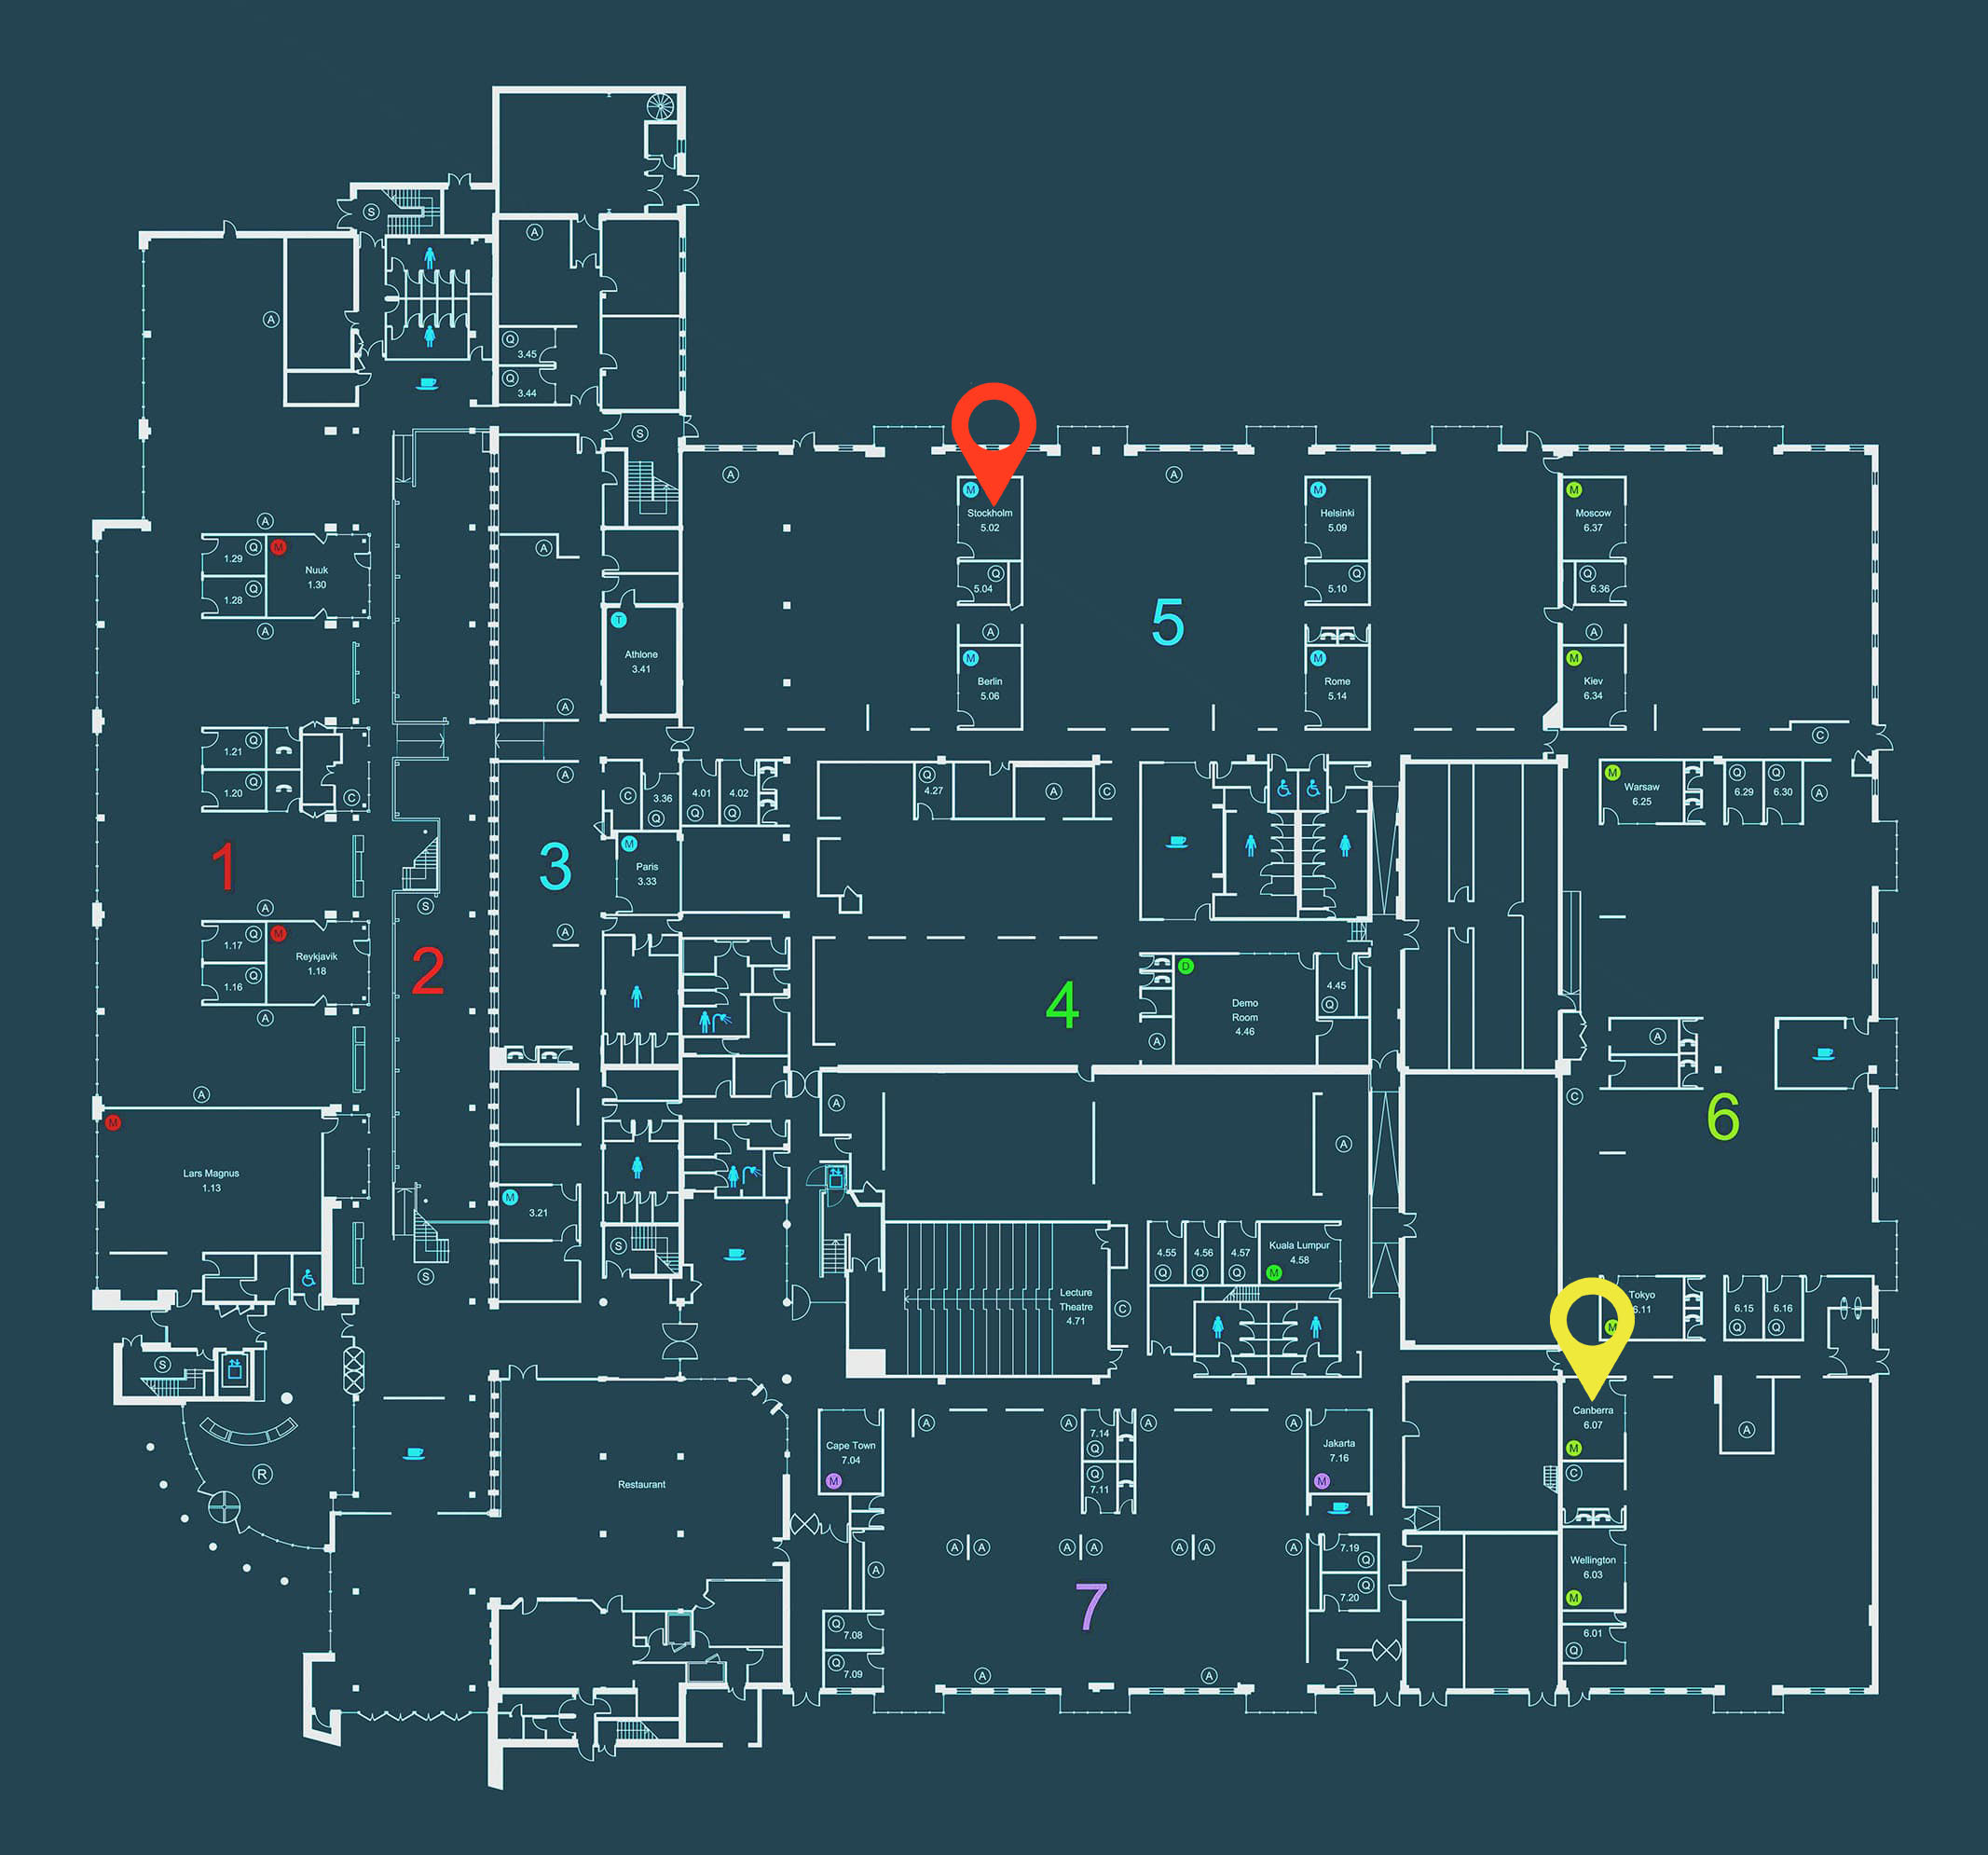 S
A
A
Q
3.45
Q
3.44
S
A
A
M
Stockholm
5.02
M
Helsinki
5.09
M
Moscow
6.37
A
1.29
Q
M
Nuuk
1.30
1.28
Q
A
A
Q
5.04
Q
5.10
Q
6.36
T
Athlone
3.41
5
A
A
M
Berlin
5.06
M
Rome
5.14
M
Kiev
6.34
A
C
1.21
Q
1.20
Q
C
A
C
3.36
Q
4.01
Q
4.02
Q
Q
4.27
A
C
M
Warsaw
6.25
Q
6.29
Q
6.30
A
1
3
M
Paris
3.33
A
S
A
1.17
Q
M
Reykjavik
1.18
1.16
Q
A
2
4
D
Demo
Room
4.46
4.45
Q
A
A
6
C
A
A
A
M
Lars Magnus
1.13
M
3.21
S
S
4.55
Q
4.56
Q
4.57
Q
Kuala Lumpur
4.58
M
Lecture
Theatre
4.71
C
Tokyo
6.11
M
6.15
Q
6.16
Q
S
R
Restaurant
Cape Town
7.04
M
A
A
7.14
Q
Q
7.11
A
A
Jakarta
7.16
M
Canberra
6.07
M
C
A
A
A
A
A
A
A
A
A
7.19
Q
Q
7.20
Wellington
6.03
M
7
Q
7.08
Q
7.09
A
A
6.01
Q